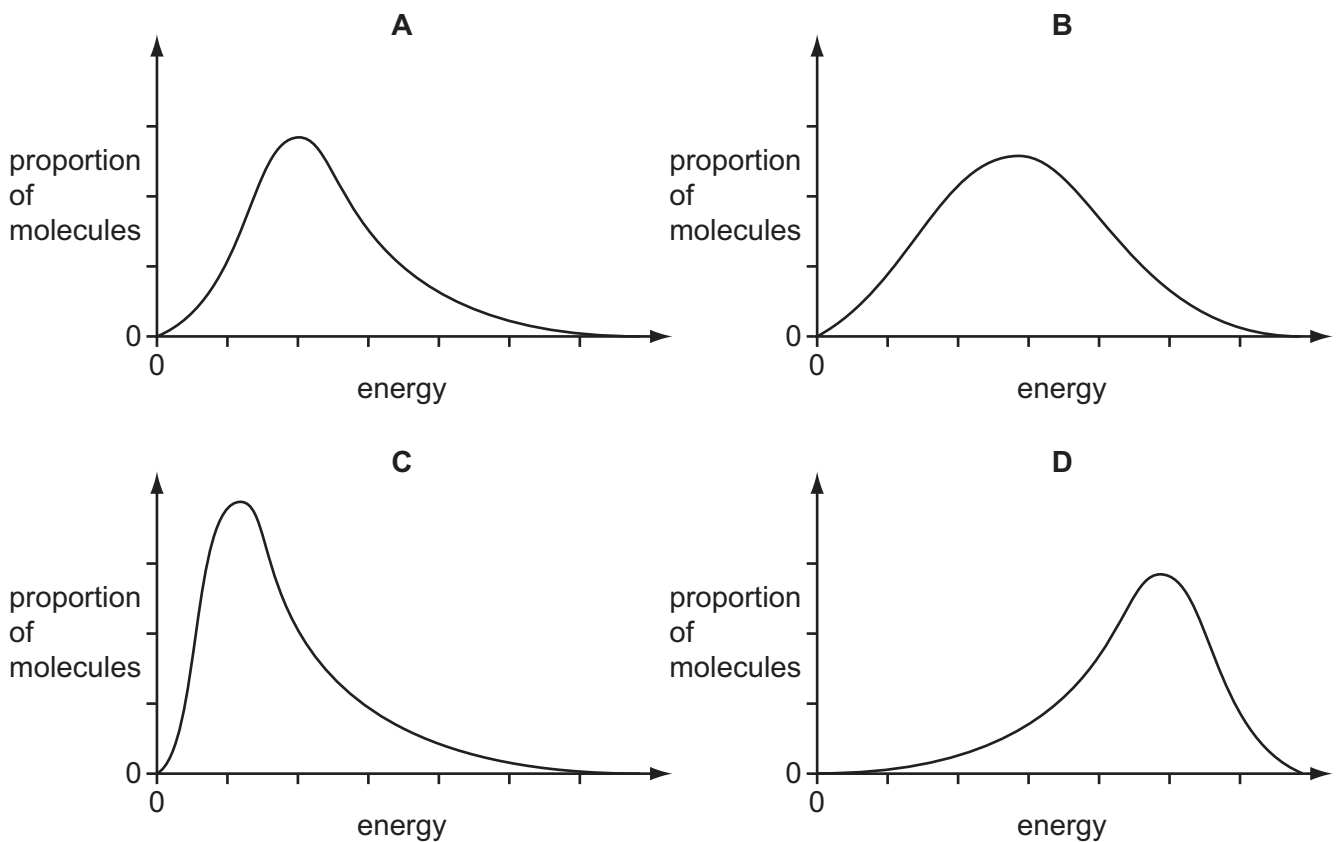 A
proportion
of
molecules
0
0
energy
B
proportion
of
molecules
0
0
energy
C
proportion
of
molecules
0
0
energy
D
proportion
of
molecules
0
0
energy